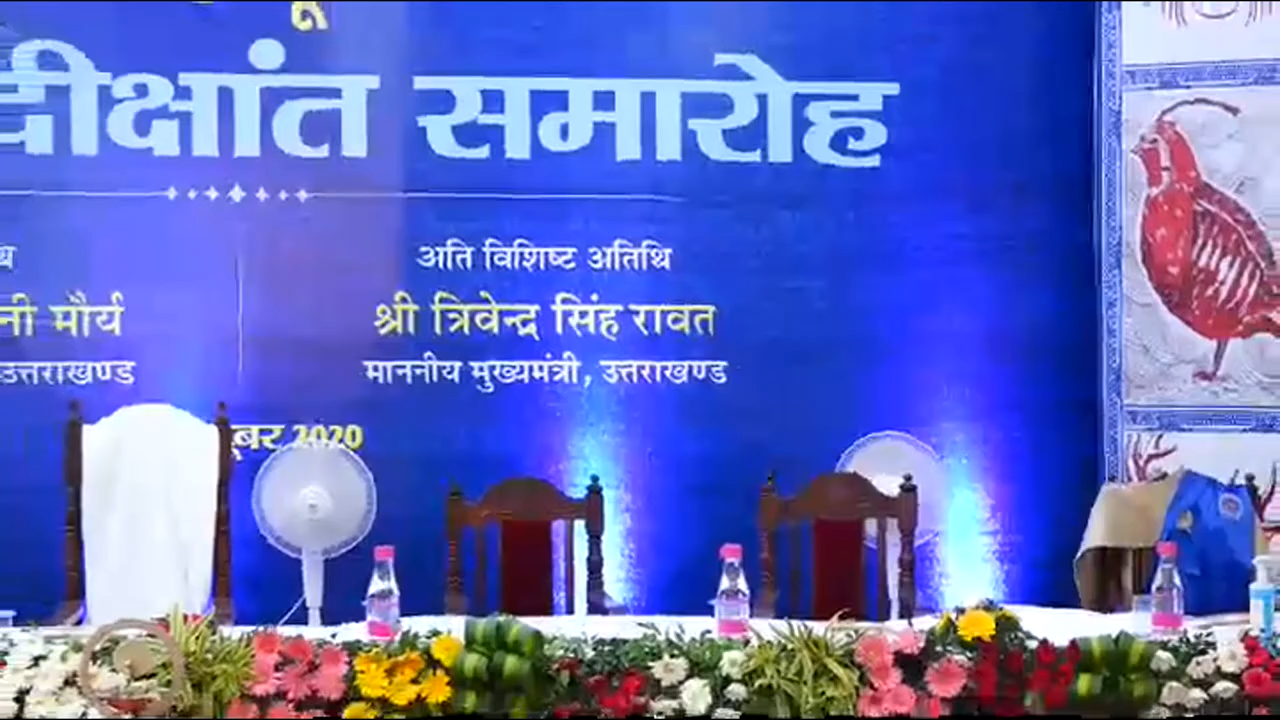 दीक्षांत समारोह
अति विशिष्ट अतिथि
मौर्य
श्री त्रिवेन्द्र सिंह रावत
उत्तराखण्ड
माननीय मुख्यमंत्री, उत्तराखण्ड
2020